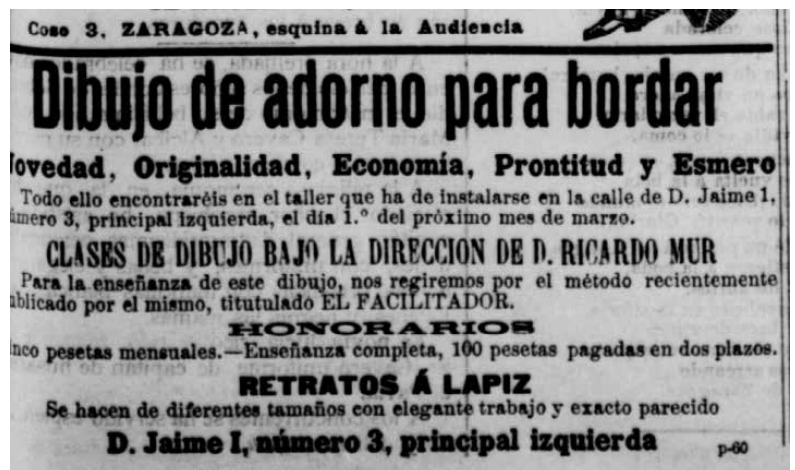 Coso 3, ZARAGOZA, esquina á la Audiencia
Dibujo de adorno para bordar
Novedad, Originalidad, Economía, Prontitud y Esmero
Todo ello encontraréis en el taller que ha de instalarse en la calle de D. Jaime 1,
número 3, principal izquierda, el día 1.° del próximo mes de marzo.
CLASES DE DIBUJO BAJO LA DIRECCION DE D. RICARDO MUR
Para la enseñanza de este dibujo, nos regiremos por el método recientemente
publicado por el mismo, titutulado EL FACILITADOR.
HONORARIOS
Cinco pesetas mensuales.—Enseñanza completa, 100 pesetas pagadas en dos plazos.
RETRATOS Á LAPIZ
Se hacen de diferentes tamaños con elegante trabajo y exacto parecido
D. Jaime I, número 3, principal izquierda
p-60